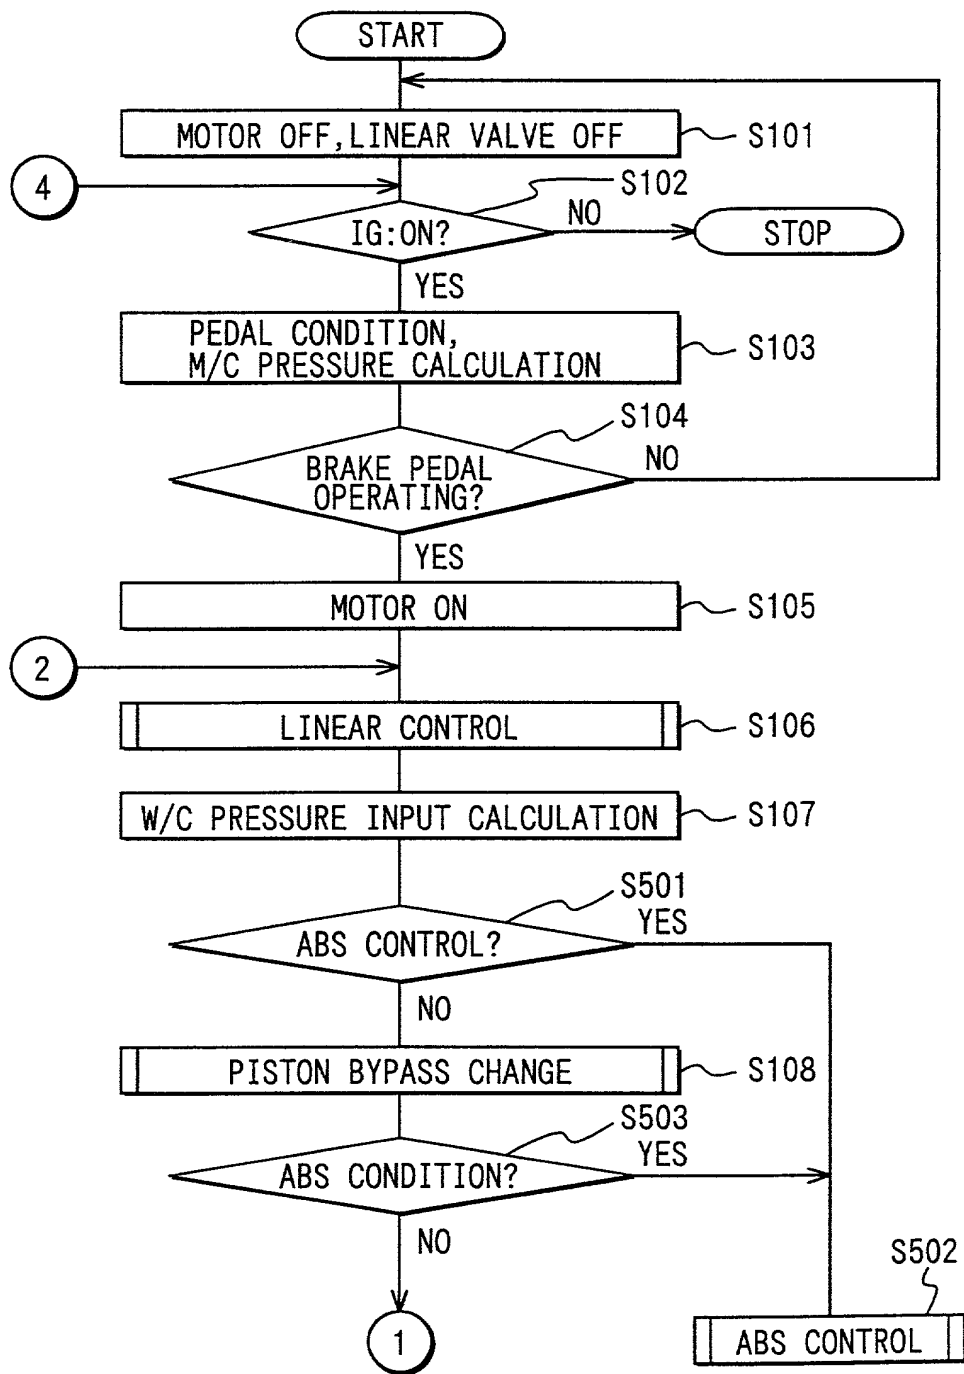 START
MOTOR OFF,LINEAR VALVE OFF
S101
4
S102
IG:ON?
NO
STOP
YES
PEDAL CONDITION,
M/C PRESSURE CALCULATION
S103
S104
BRAKE PEDAL
OPERATING?
NO
YES
MOTOR ON
S105
2
LINEAR CONTROL
S106
W/C PRESSURE INPUT CALCULATION
S107
S501
ABS CONTROL?
YES
NO
PISTON BYPASS CHANGE
S108
S503
ABS CONDITION?
YES
NO
S502
1
ABS CONTROL